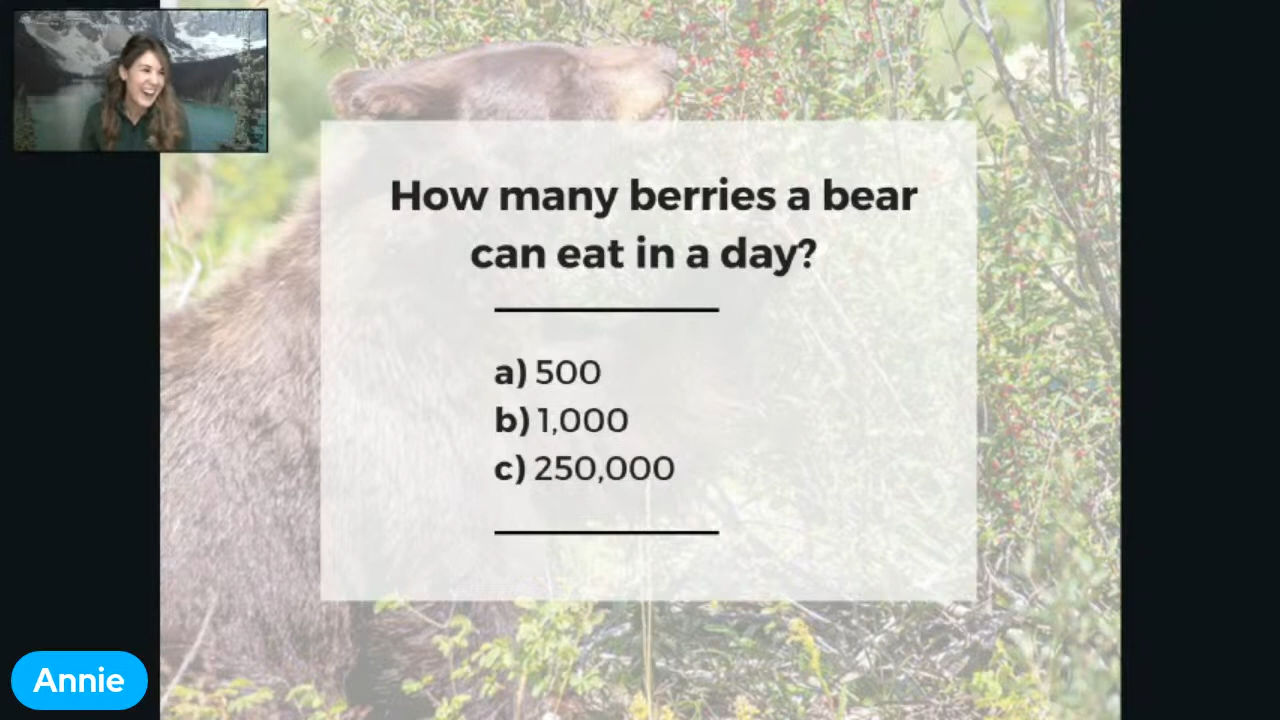 How many berries a bear
can eat in a day?
a) 500
b) 1,000
c) 250,000
Annie